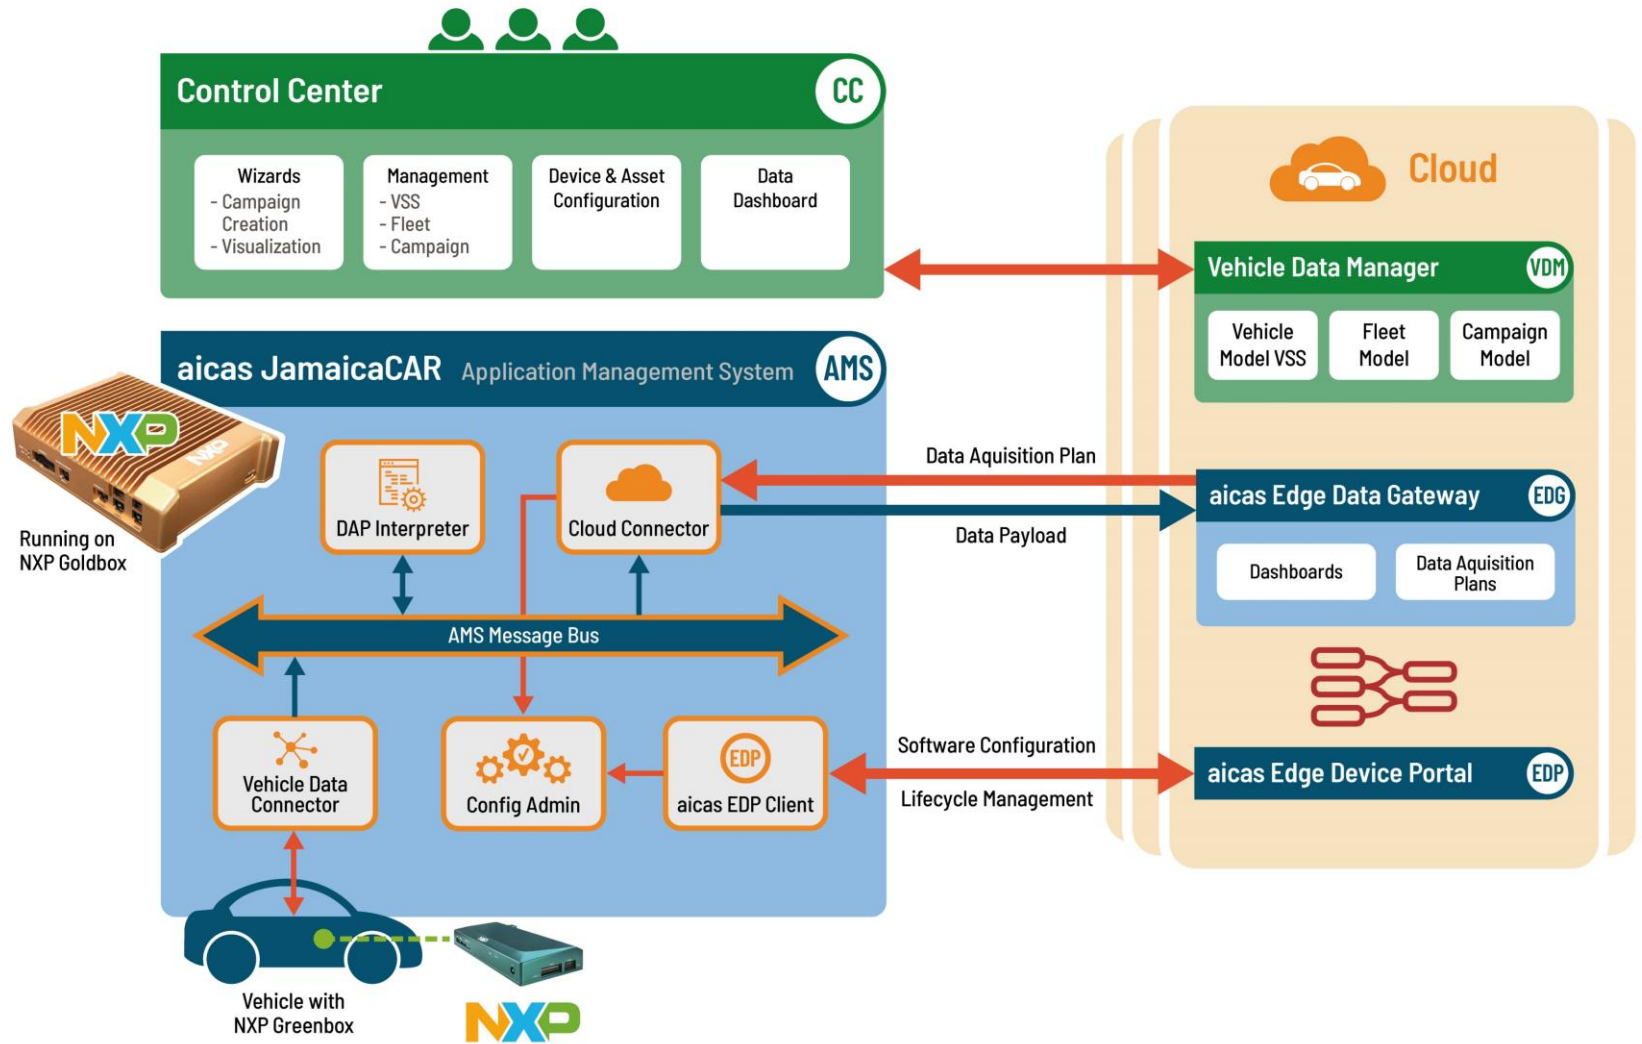 Control Center
CC
Wizards
- Campaign
Creation
- Visualization
Management
- VSS
- Fleet
- Campaign
Device & Asset
Configuration
Data
Dashboard
Cloud
Vehicle Data Manager
VDM
Vehicle
Model VSS
Fleet
Model
Campaign
Model
aicas JamaicaCAR Application Management System
AMS
NXP
NXP
Running on
NXP Goldbox
DAP Interpreter
Cloud Connector
Data Aquisition Plan
Data Payload
aicas Edge Data Gateway
EDG
Dashboards
Data Aquisition
Plans
AMS Message Bus
Vehicle Data
Connector
Config Admin
EDP
aicas EDP Client
Software Configuration
Lifecycle Management
aicas Edge Device Portal
EDP
Vehicle with
NXP Greenbox
NXP